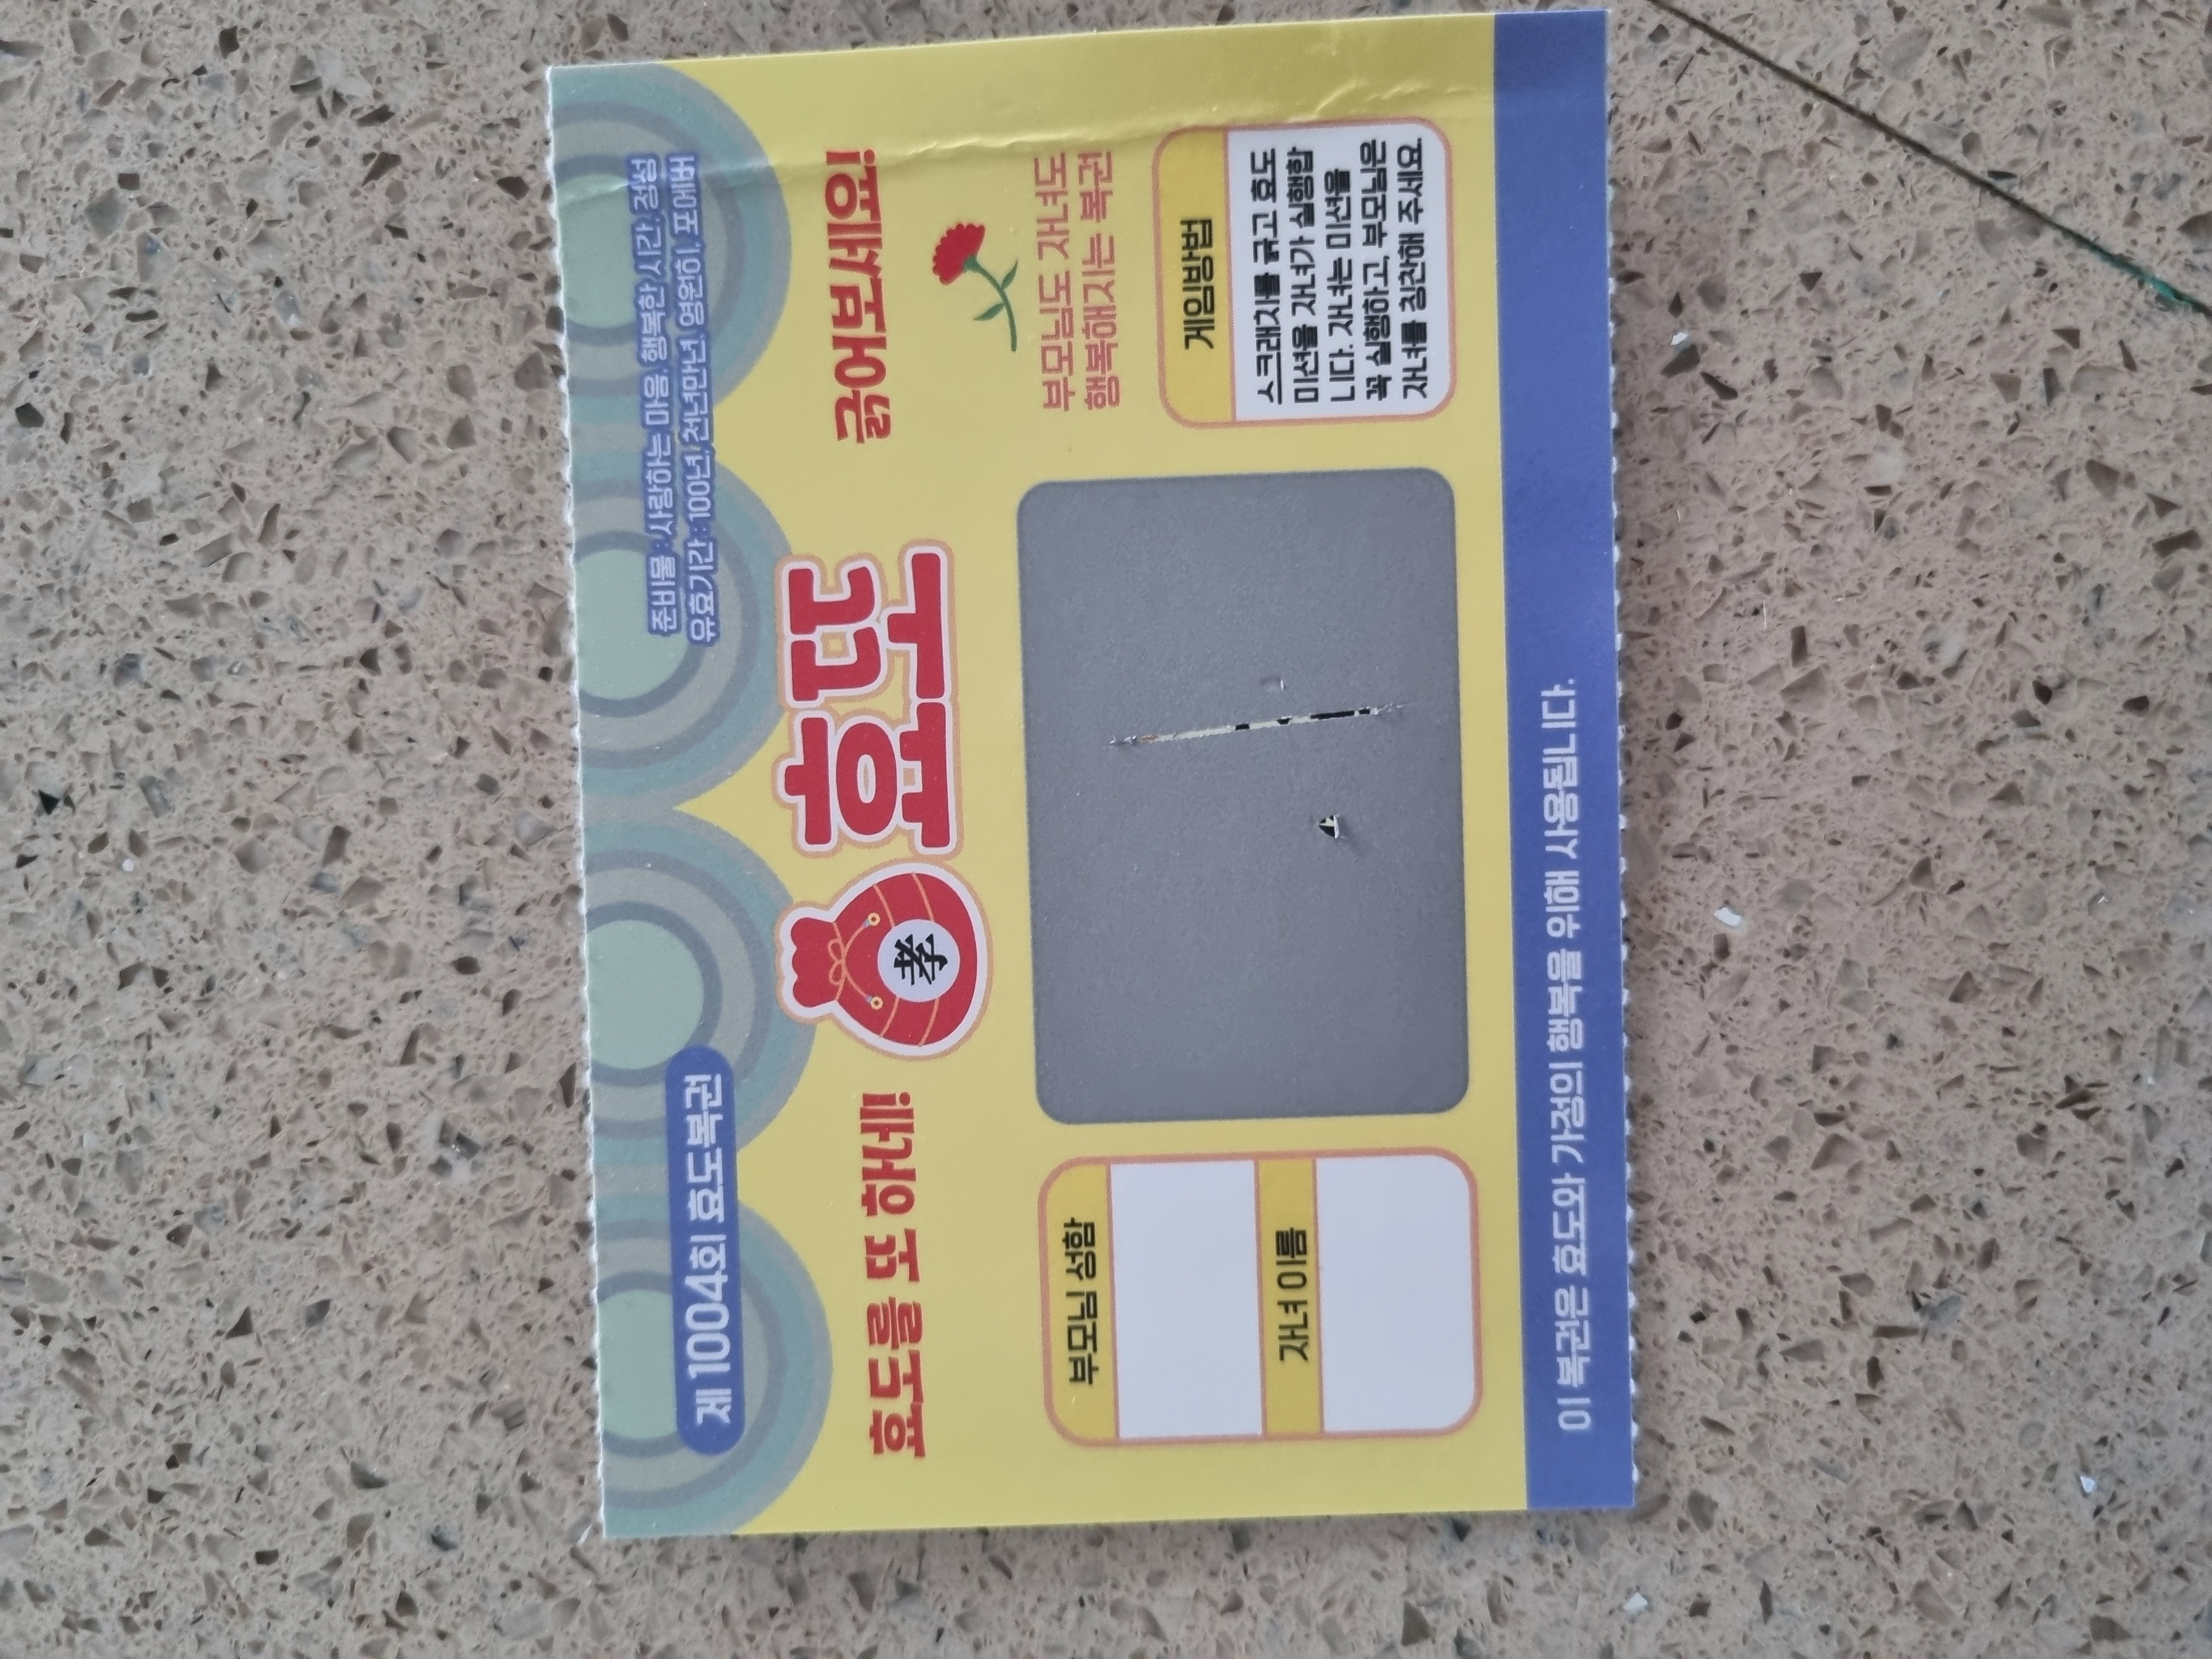 제 1004회 효도복권
준비물 : 사랑하는 마음, 행복한 시간, 정성
유효기간 : 100년, 천년만년, 영원히, 포에버
효도를 또 하네!
孝
효또
긁어보세요!
부모님도 자녀도
행복해지는 복권
부모님 성함
자녀 이름
게임방법
스크래치를 긁고 효도
미션을 자녀가 실행합
니다. 자녀는 미션을
꼭 실행하고, 부모님은
자녀를 칭찬해 주세요.
이 복권은 효도와 가정의 행복을 위해 사용됩니다.